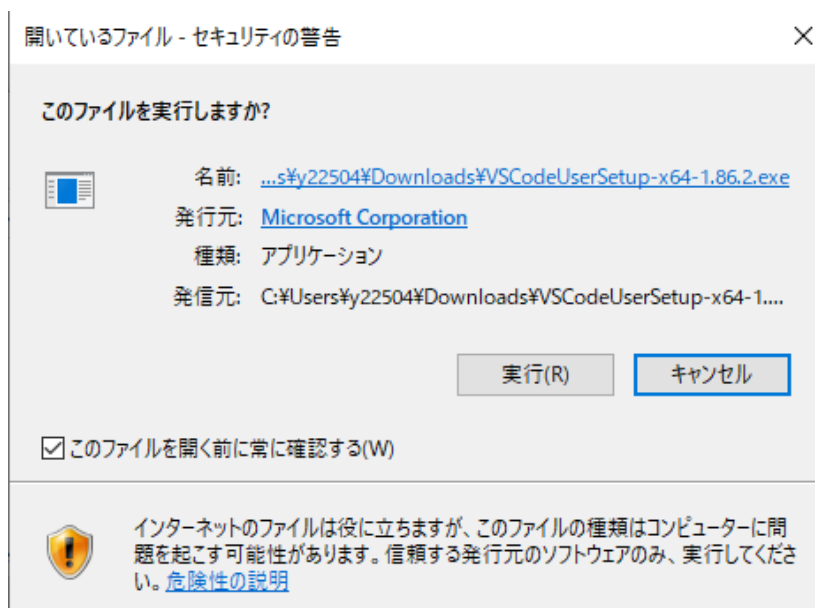 開いているファイル - セキュリティの警告
このファイルを実行しますか?
名前: ...s¥y22504¥Downloads¥VSCodeUserSetup-x64-1.86.2.exe
発行元: Microsoft Corporation
種類: アプリケーション
発信元: C:¥Users¥y22504¥Downloads¥VSCodeUserSetup-x64-1....
実行(R) キャンセル
このファイルを開く前に常に確認する(W)
インターネットのファイルは役に立ちますが、このファイルの種類はコンピューターに問
題を起こす可能性があります。信頼する発行元のソフトウェアのみ、実行してくださ
い。危険性の説明